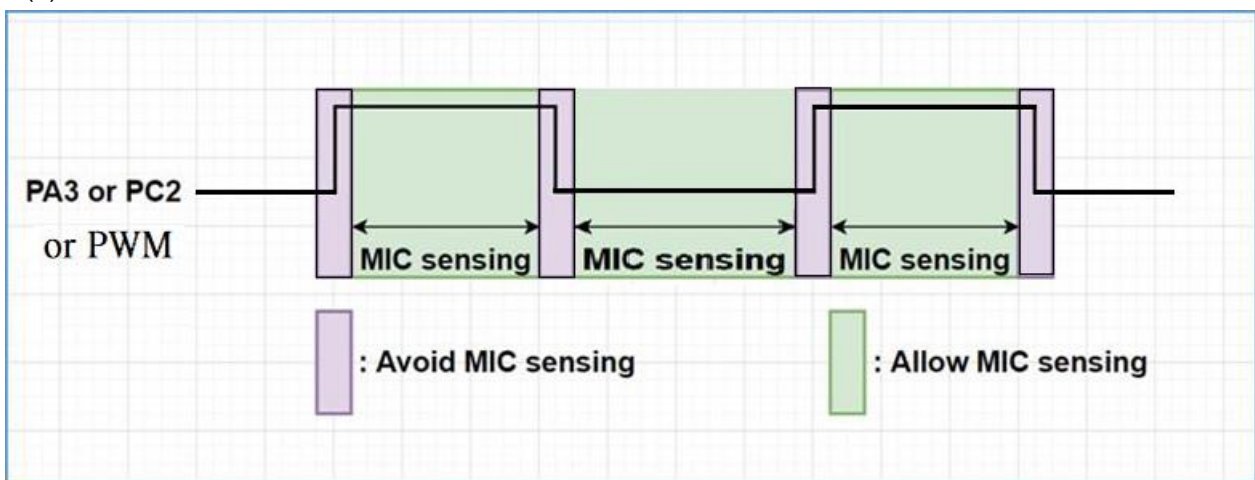 PA3 or PC2
or PWM
MIC sensing
MIC sensing
MIC sensing
: Avoid MIC sensing
: Allow MIC sensing